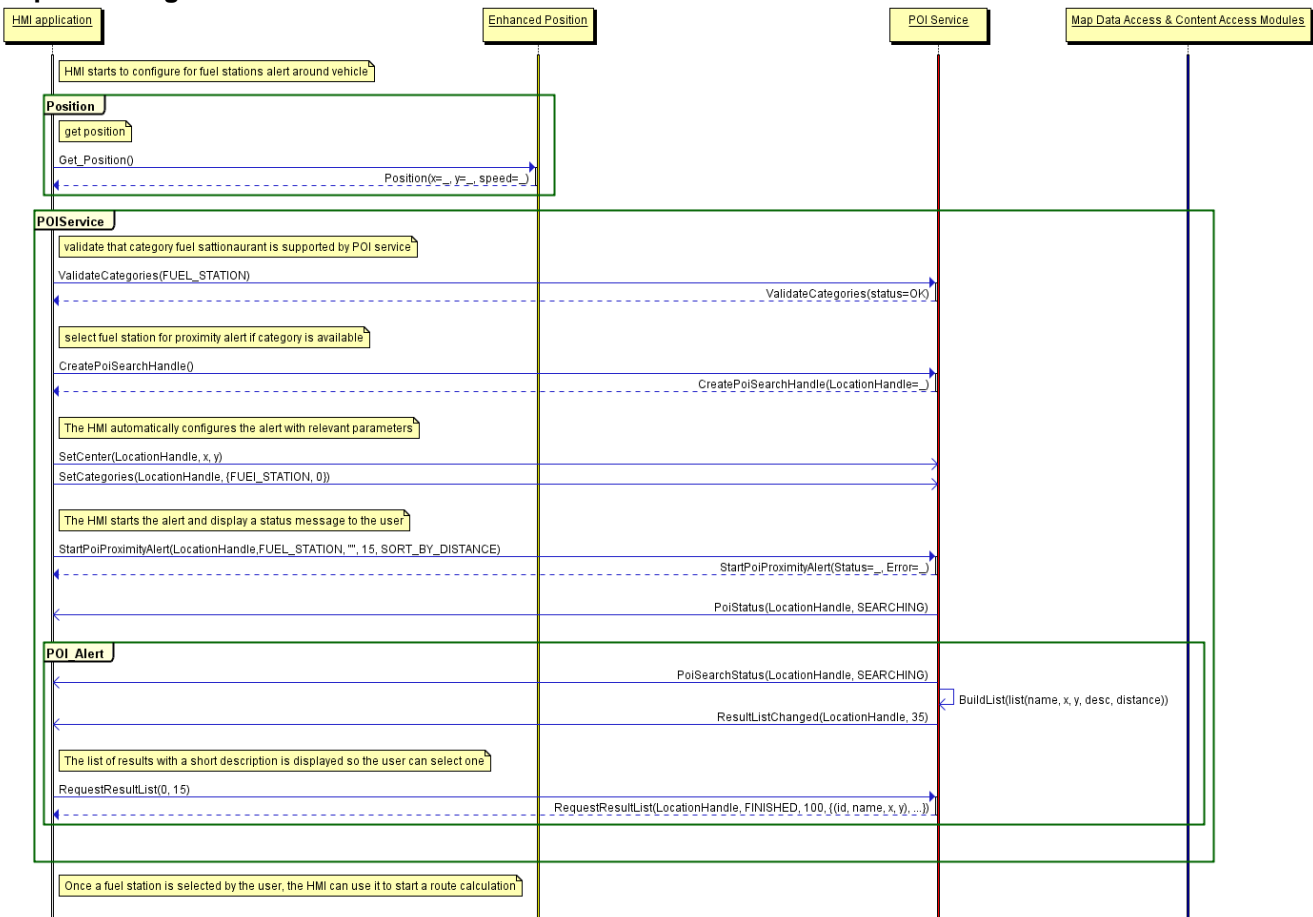 HMI application
Enhanced Position
POI Service
Map Data Access & Content Access Modules
HMI starts to configure for fuel stations alert around vehicle
Position
get position
Get_Position()
Position(x=_, y=_, speed=_)
POIService
validate that category fuel sattionaurant is supported by POI service
ValidateCategories(FUEL_STATION)
ValidateCategories(status=OK)
select fuel station for proximity alert if category is available
CreatePoiSearchHandle()
CreatePoiSearchHandle(LocationHandle=_)
The HMI automatically configures the alert with relevant parameters
SetCenter(LocationHandle, x, y)
SetCategories(LocationHandle, {FUEl_STATION, 0})
The HMI starts the alert and display a status message to the user
StartPoiProximityAlert(LocationHandle,FUEL_STATION, "", 15, SORT_BY_DISTANCE)
StartPoiProximityAlert(Status=_, Error=_)
PoiStatus(LocationHandle, SEARCHING)
POI_Alert
PoiSearchStatus(LocationHandle, SEARCHING)
BuildList(list(name, x, y, desc, distance))
ResultListChanged(LocationHandle, 35)
The list of results with a short description is displayed so the user can select one
RequestResultList(0, 15)
RequestResultList(LocationHandle, FINISHED, 100, {(id, name, x, y), ...})
Once a fuel station is selected by the user, the HMI can use it to start a route calculation